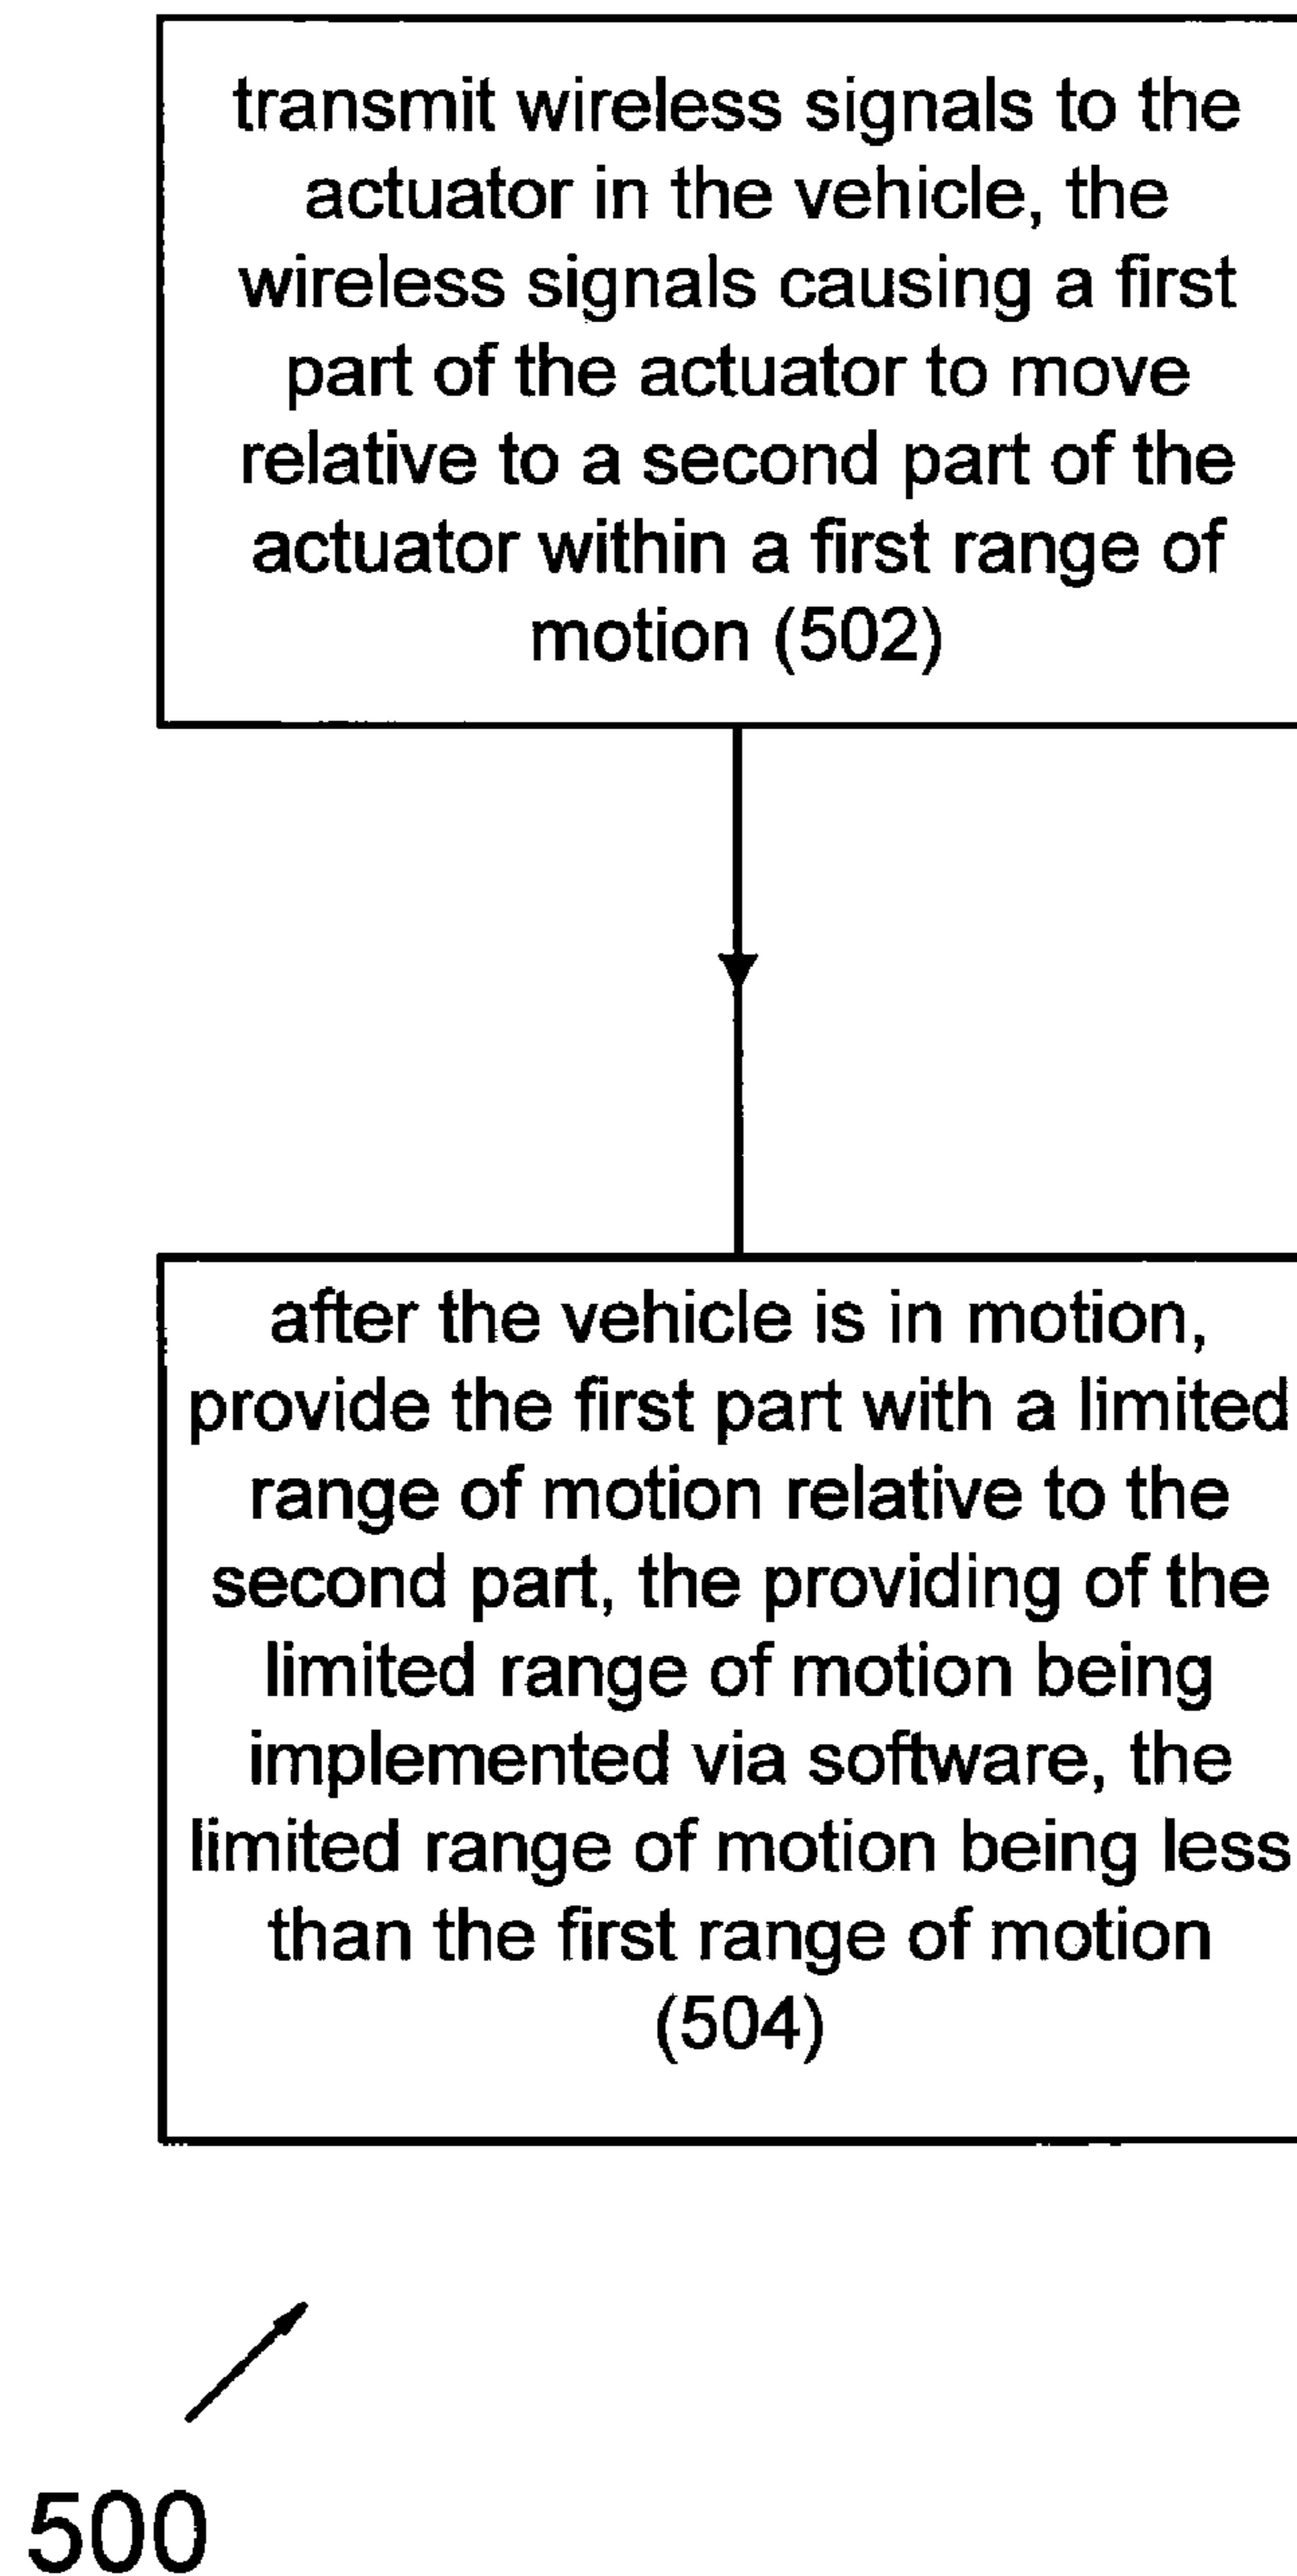 transmit wireless signals to the
actuator in the vehicle, the
wireless signals causing a first
part of the actuator to move
relative to a second part of the
actuator within a first range of
motion (502)
after the vehicle is in motion,
provide the first part with a limited
range of motion relative to the
second part, the providing of the
limited range of motion being
implemented via software, the
limited range of motion being less
than the first range of motion
(504)
500